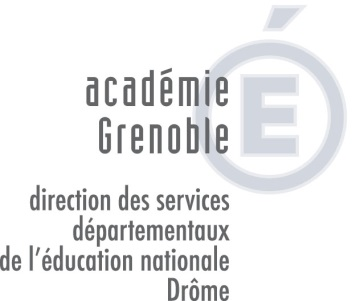 académie
Grenoble
É
direction des services
départementaux
de l'éducation nationale
Drôme